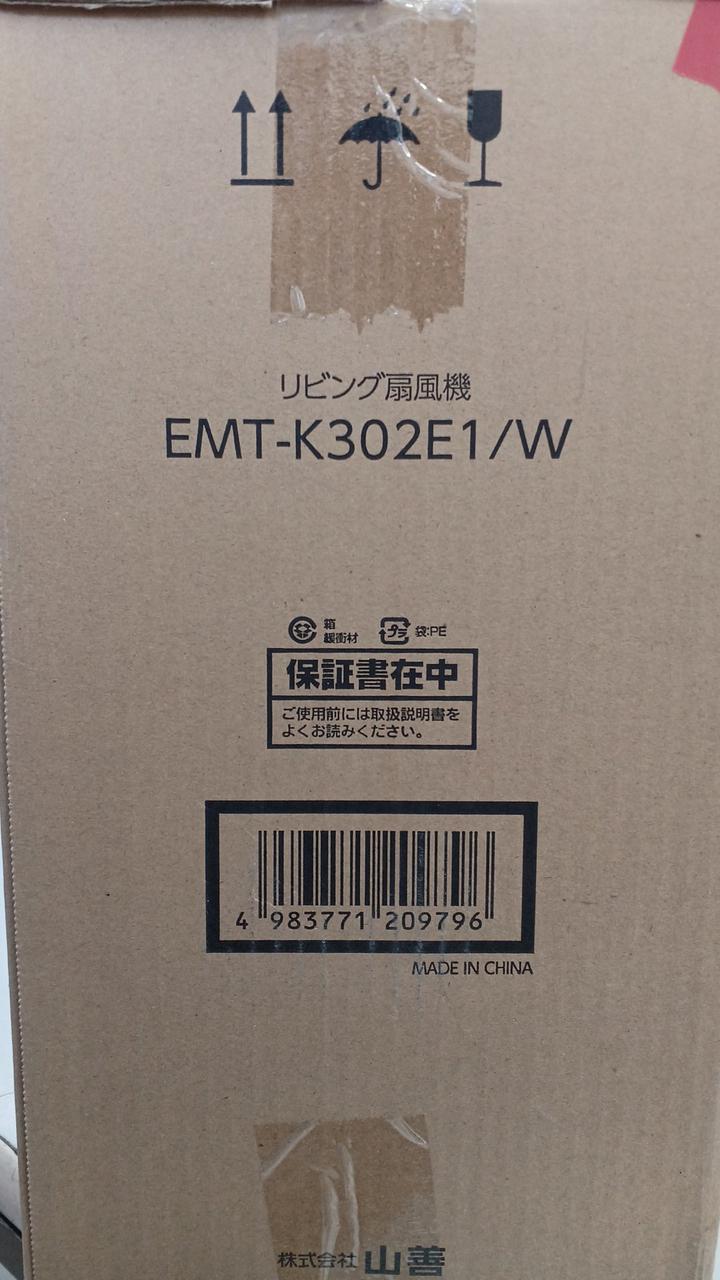 リビング扇風機
EMT-K302E1/W
箱
緩衝材
プラ
袋:PE
保証書在中
ご使用前には取扱説明書を
よくお読みください。
4 983771 209796
MADE IN CHINA
株式会社 山善